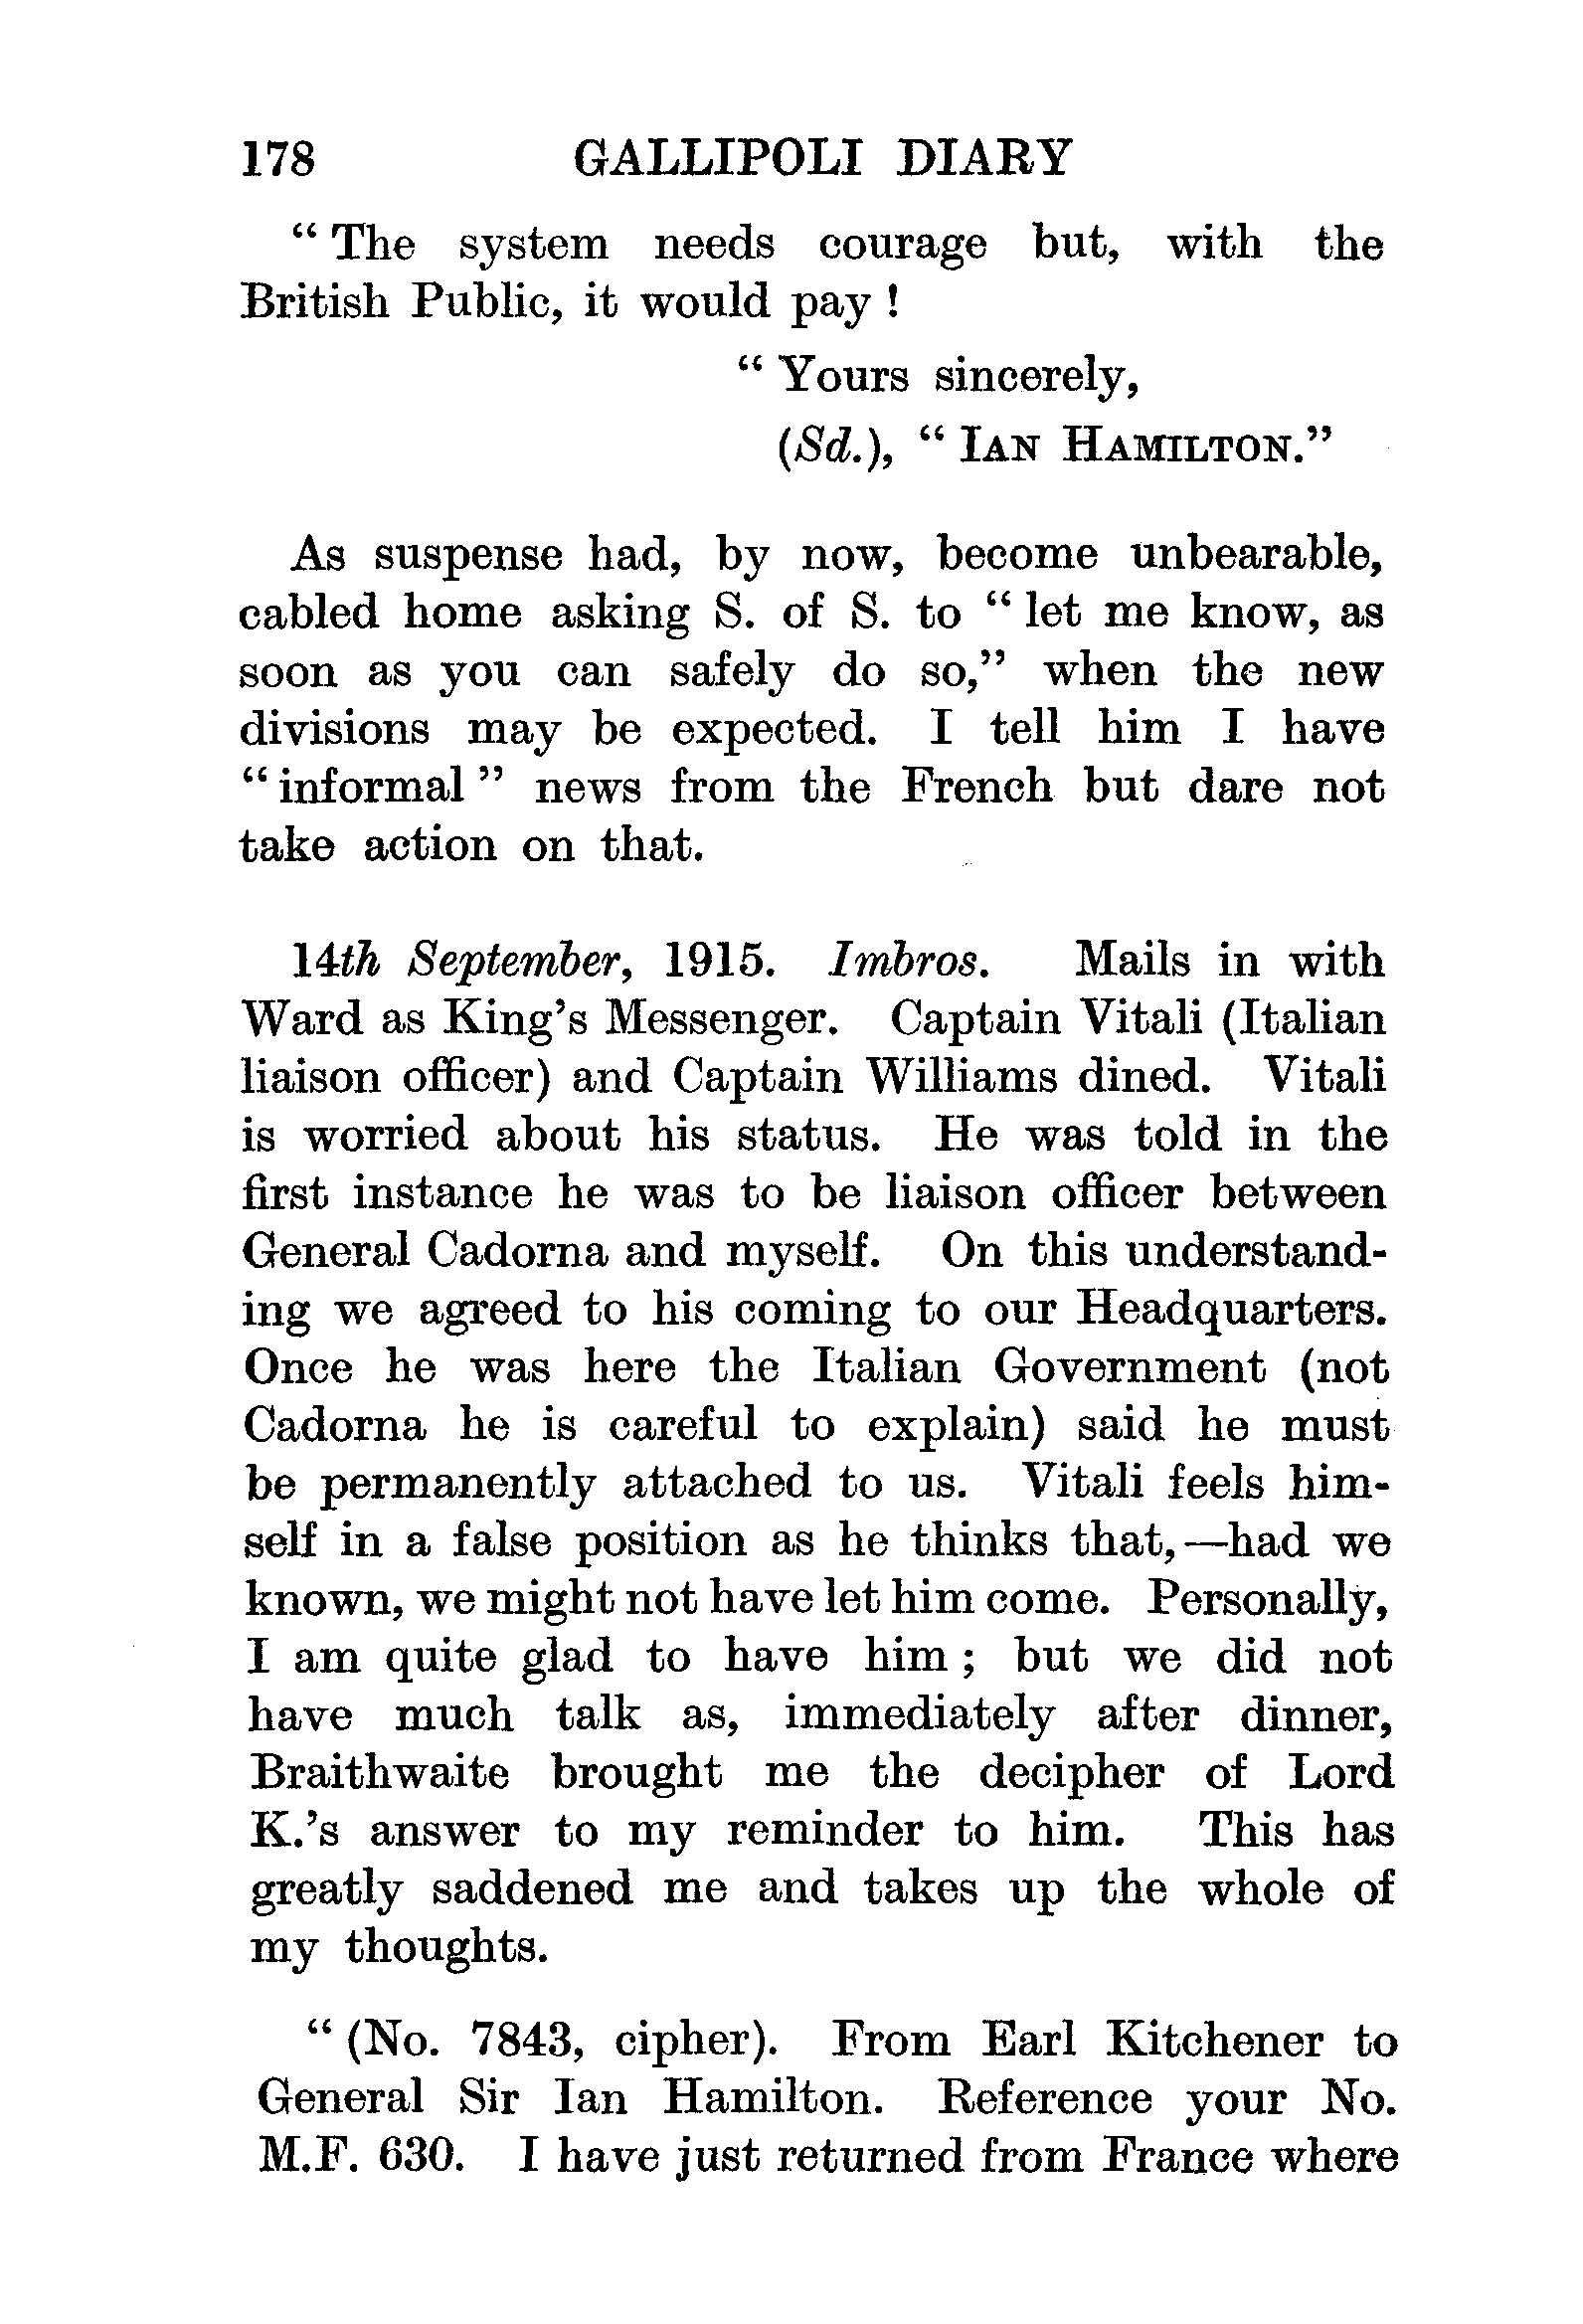 178 GALLIPOLI DIARY
“ The system needs courage but, with the
British Public, it would pay !
“ Yours sincerely,
(Sd.), “ IAN HAMILTON.”
As suspense had, by now, become unbearable,
cabled home asking S. of S. to “ let me know, as
soon as you can safely do so,” when the new
divisions may be expected. I tell him I have
“ informal ” news from the French but dare not
take action on that.
14th September, 1915. Imbros. Mails in with
Ward as King’s Messenger. Captain Vitali (Italian
liaison officer) and Captain Williams dined. Vitali
is worried about his status. He was told in the
first instance he was to be liaison officer between
General Cadorna and myself. On this understand-
ing we agreed to his coming to our Headquarters.
Once he was here the Italian Government (not
Cadorna he is careful to explain) said he must
be permanently attached to us. Vitali feels him-
self in a false position as he thinks that,—had we
known, we might not have let him come. Personally,
I am quite glad to have him ; but we did not
have much talk as, immediately after dinner,
Braithwaite brought me the decipher of Lord
K.’s answer to my reminder to him. This has
greatly saddened me and takes up the whole of
my thoughts.
“ (No. 7843, cipher). From Earl Kitchener to
General Sir Ian Hamilton. Reference your No.
M.F. 630. I have just returned from France where